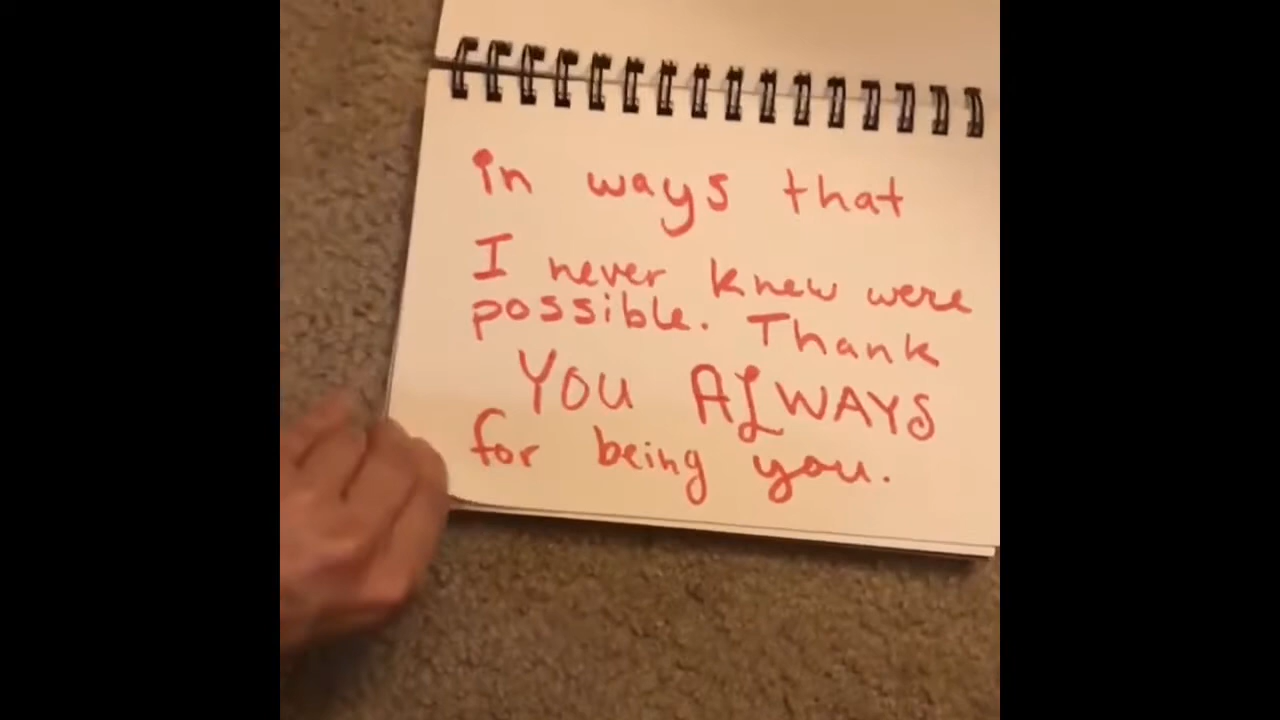 in ways that
I never knew were
possible. Thank
YOU ALWAYS
for being you.